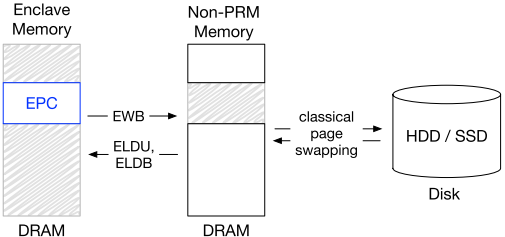 Enclave
Memory
Non-PRM
Memory
EPC
EWB
ELDU,
ELDB
classical
page
swapping
HDD / SSD
Disk
DRAM
DRAM